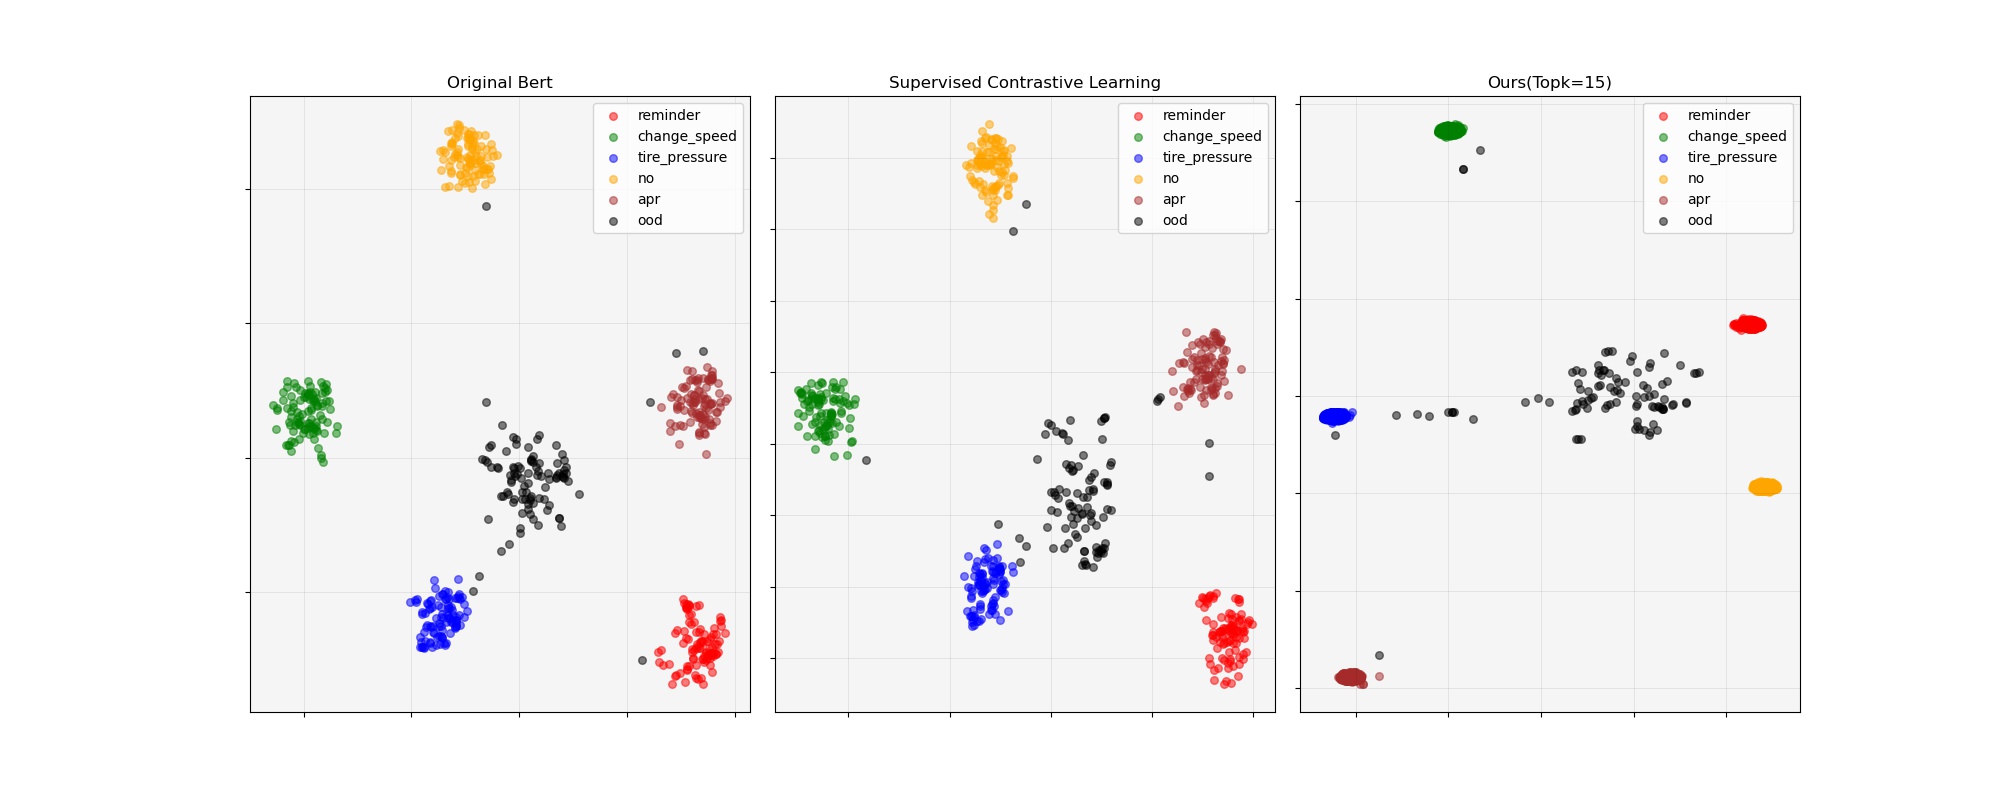 Original Bert
reminder
change_speed
tire_pressure
no
apr
ood
Supervised Contrastive Learning
reminder
change_speed
tire_pressure
no
apr
ood
Ours(Topk=15)
reminder
change_speed
tire_pressure
no
apr
ood